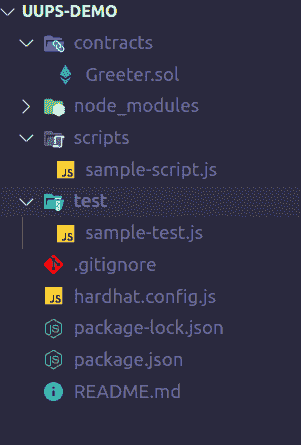 UUPS-DEMO
contracts
Greeter.sol
node_modules
scripts
JS sample-script.js
test
JS sample-test.js
.gitignore
JS hardhat.config.js
package-lock.json
package.json
README.md